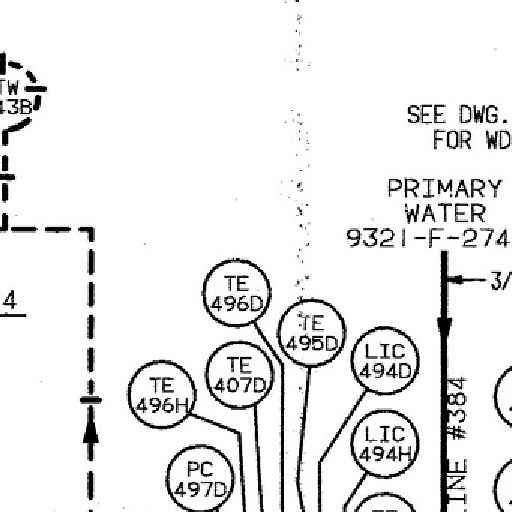 TW
43B
SEE DWG.
FOR WD
PRIMARY
WATER
9321-F-274
3/
4
TE
496D
TE
495D
LIC
494D
TE
407D
TE
496H
LIC
494H
PC
497D
LINE #384